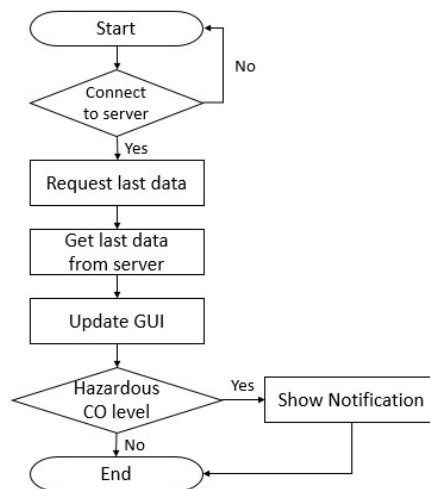 Start
No
Connect
to server
Yes
Request last data
Get last data
from server
Update GUI
Hazardous
CO level
Yes
Show Notification
No
End